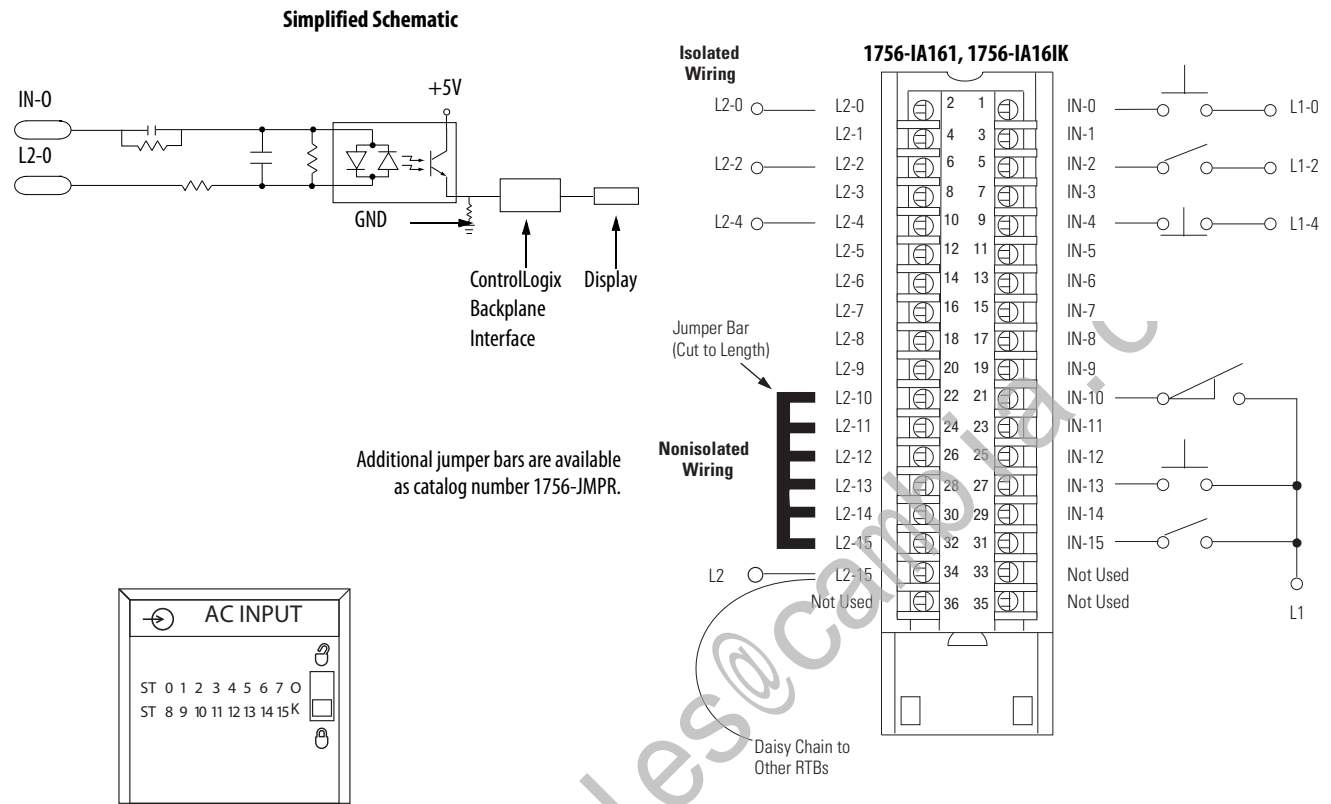 Simplified Schematic
IN-0
L2-0
+5V
GND
ControlLogix
Backplane
Interface
Display
Additional jumper bars are available
as catalog number 1756-JMPR.
AC INPUT
ST 0 1 2 3 4 5 6 7 O
ST 8 9 10 11 12 13 14 15 K
Isolated
Wiring
1756-IA161, 1756-IA16IK
L2-0 L2-0 2 1 IN-0 L1-0
L2-1 4 3 IN-1
L2-2 L2-2 6 5 IN-2 L1-2
L2-3 8 7 IN-3
L2-4 L2-4 10 9 IN-4 L1-4
L2-5 12 11 IN-5
L2-6 14 13 IN-6
L2-7 16 15 IN-7
Jumper Bar
(Cut to Length)
L2-8 18 17 IN-8
L2-9 20 19 IN-9
L2-10 22 21 IN-10
L2-11 24 23 IN-11
Nonisolated
Wiring
L2-12 26 25 IN-12
L2-13 28 27 IN-13
L2-14 30 29 IN-14
L2-15 32 31 IN-15
L2 L2-15 34 33 Not Used
Not Used 36 35 Not Used
L1
Daisy Chain to
Other RTBs
les@cambia.c